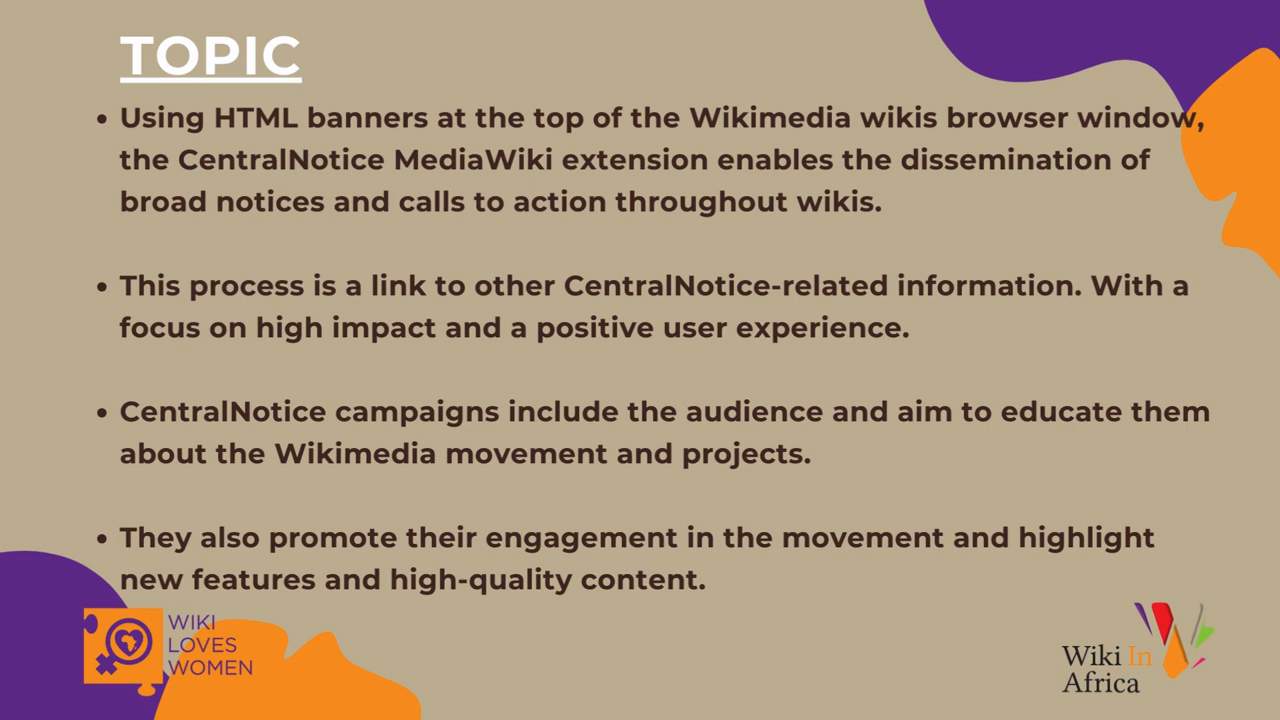 TOPIC
• Using HTML banners at the top of the Wikimedia wikis browser window,
the CentralNotice MediaWiki extension enables the dissemination of
broad notices and calls to action throughout wikis.
• This process is a link to other CentralNotice-related information. With a
focus on high impact and a positive user experience.
• CentralNotice campaigns include the audience and aim to educate them
about the Wikimedia movement and projects.
• They also promote their engagement in the movement and highlight
new features and high-quality content.
WIKI
LOVES
WOMEN
Wiki In
Africa